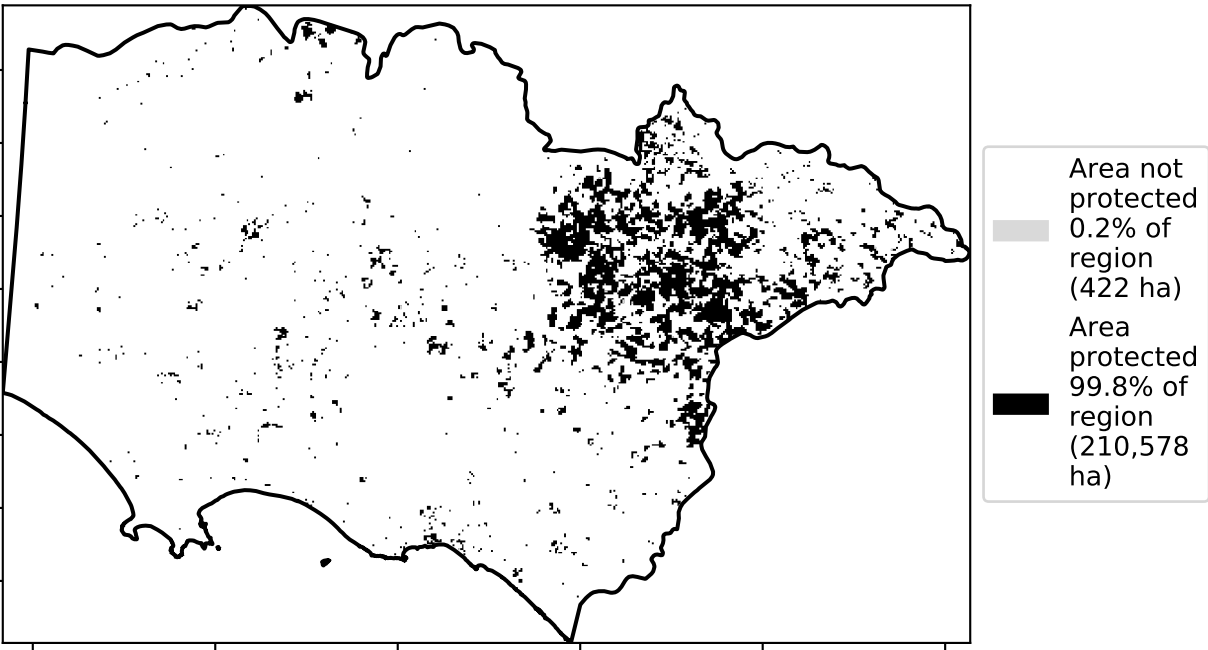 Area not
protected
0.2% of
region
(422 ha)
Area
protected
99.8% of
region
(210,578
ha)